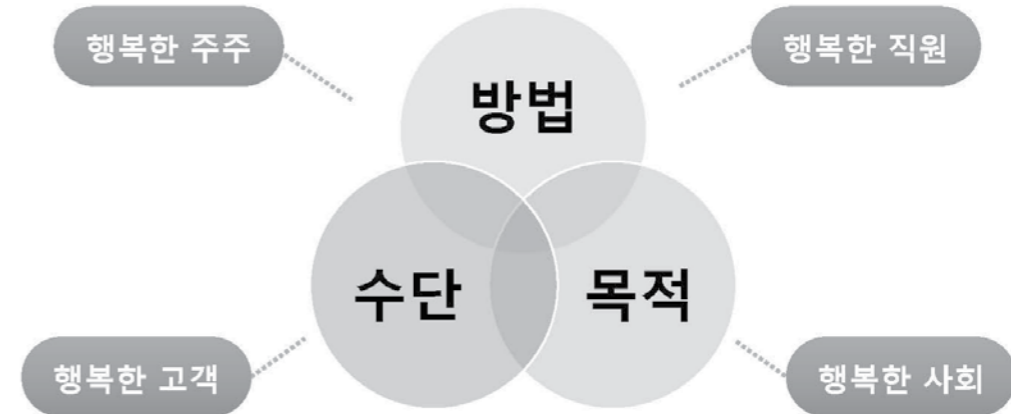 행복한 주주
행복한 직원
방법
수단
목적
행복한 고객
행복한 사회